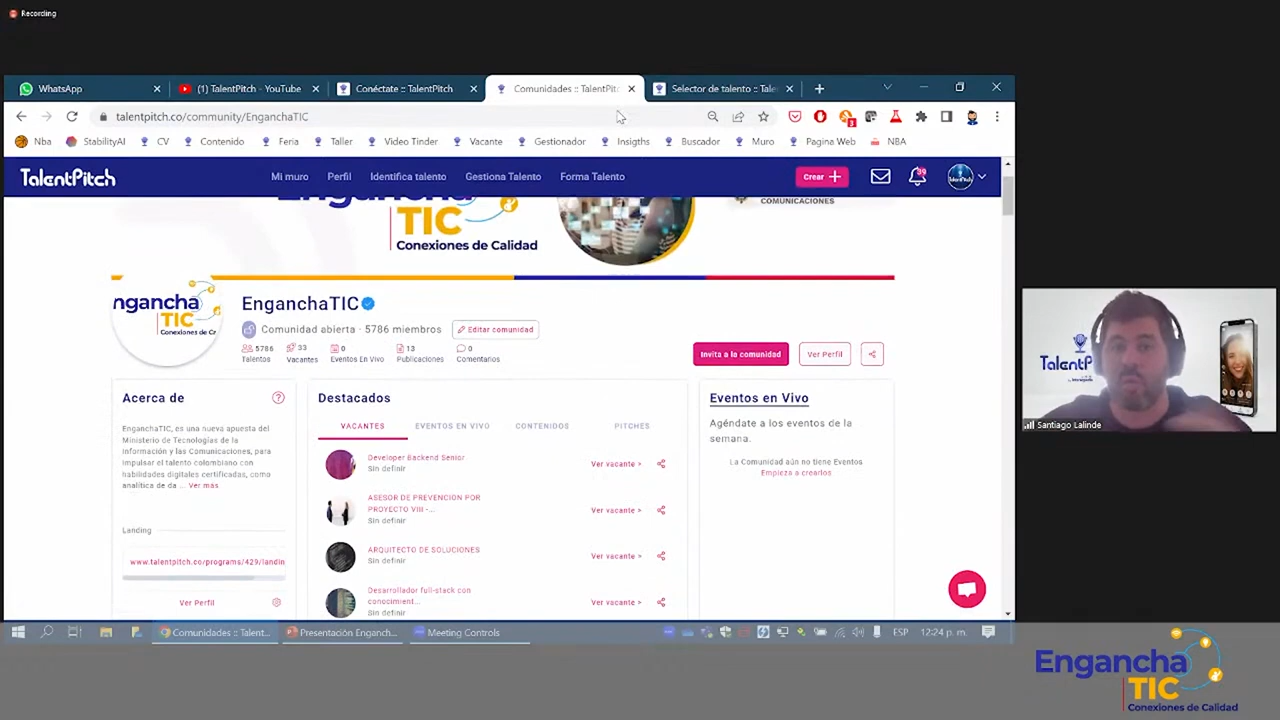 Recording
WhatsApp
(1) TalentPitch - YouTube
Conéctate :: TalentPitch
Comunidades :: TalentPitc
Selector de talento :: Tale
talentpitch.co/community/EnganchaTIC
3
Nba
StabilityAI
CV
Contenido
Feria
Taller
Video Tinder
Vacante
Gestionador
Insigths
Buscador
Muro
Pagina Web
NBA
TalentPitch
Mi muro
Perfil
Identifica talento
Gestiona Talento
Forma Talento
Crear +
Engancha
TIC
Conexiones de Calidad
COMUNICACIONES
ngancha
TIC
Conexiones de Ca
EnganchaTIC
Comunidad abierta · 5786 miembros
Editar comunidad
5786
Talentos
33
Vacantes
0
Eventos En Vivo
13
Publicaciones
0
Comentarios
Invita a la comunidad
Ver Perfil
Acerca de
EnganchaTIC, es una nueva apuesta del
Ministerio de Tecnologías de la
Información y las Comunicaciones, para
impulsar el talento colombiano con
habilidades digitales certificadas, como
analítica de da ... Ver más
Landing
www.talentpitch.co/programs/429/landin
Ver Perfil
Destacados
VACANTES
EVENTOS EN VIVO
CONTENIDOS
PITCHES
Developer Backend Senior
Sin definir
Ver vacante >
ASESOR DE PREVENCION POR
PROYECTO VIII -...
Sin definir
Ver vacante >
ARQUITECTO DE SOLUCIONES
Sin definir
Ver vacante >
Desarrollador full-stack con
conocimient...
Sin definir
Ver vacante >
Eventos en Vivo
Agéndate a los eventos de la
semana.
La Comunidad aún no tiene Eventos
Empieza a crearlos
TalentP
Santiago Lalinde
Comunidades :: Talent...
Presentación Enganch...
Meeting Controls
ESP
12:24 p. m.
Engancha
TIC
Conexiones de Calidad